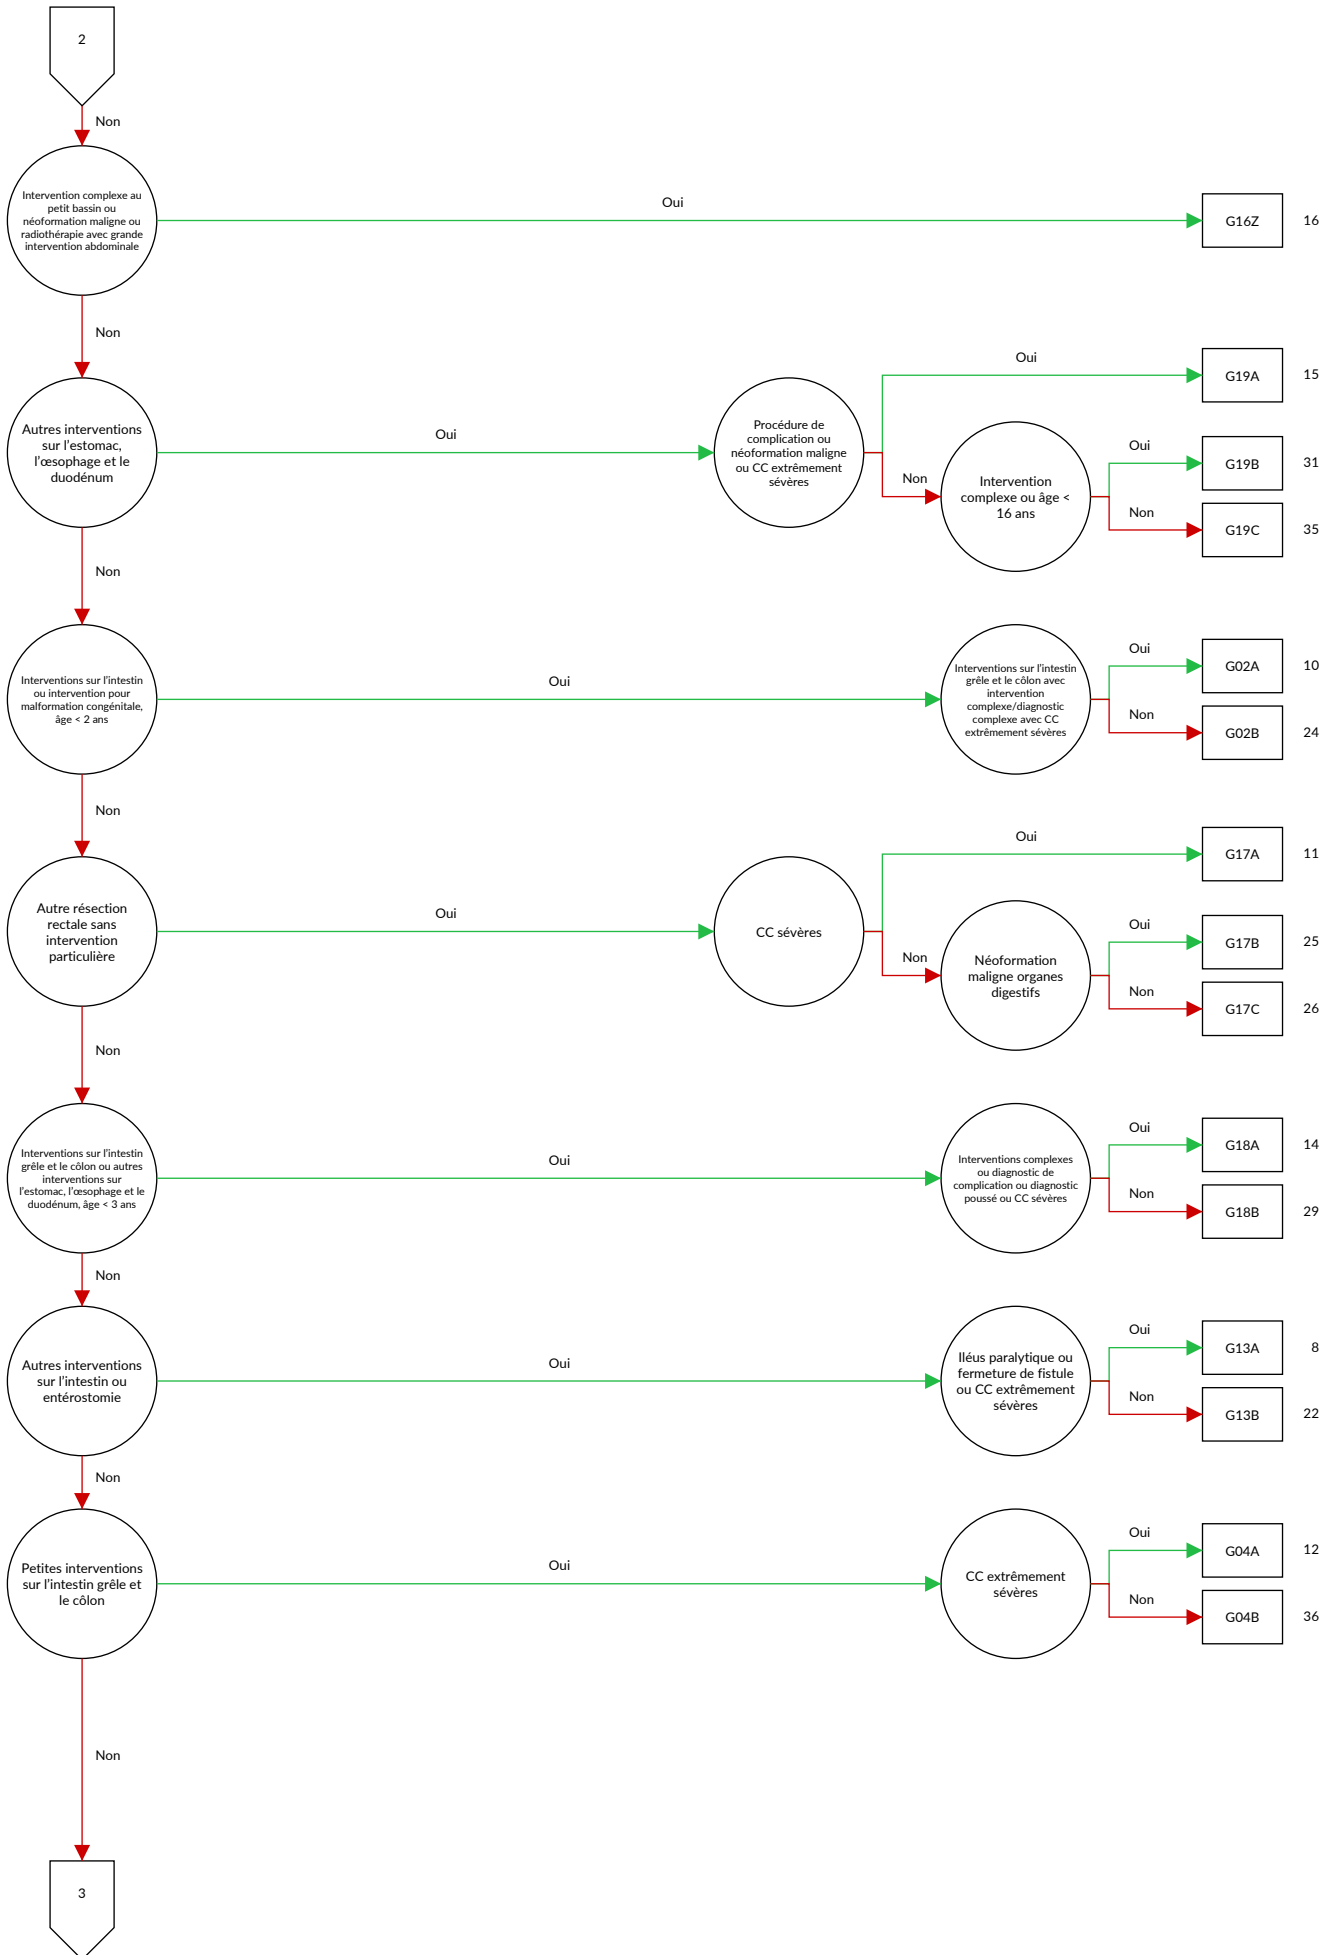 2
Non
Intervention complexe au
petit bassin ou
néoformation maligne ou
radiothérapie avec grande
intervention abdominale
Oui
G16Z
16
Non
Autres interventions
sur l'estomac,
l'œsophage et le
duodénum
Oui
Procédure de
complication ou
néoformation maligne
ou CC extrêmement
sévères
Oui
G19A
15
Non
Intervention
complexe ou âge <
16 ans
Oui
G19B
31
Non
G19C
35
Non
Interventions sur l'intestin
ou intervention pour
malformation congénitale,
âge < 2 ans
Oui
Interventions sur l'intestin
grêle et le côlon avec
intervention
complexe/diagnostic
complexe avec CC
extrêmement sévères
Oui
G02A
10
Non
G02B
24
Non
Autre résection
rectale sans
intervention
particulière
Oui
CC sévères
Oui
G17A
11
Non
Néoformation
maligne organes
digestifs
Oui
G17B
25
Non
G17C
26
Non
Interventions sur l'intestin
grêle et le côlon ou autres
interventions sur
l'estomac, l'œsophage et le
duodénum, âge < 3 ans
Oui
Interventions complexes
ou diagnostic de
complication ou diagnostic
poussé ou CC sévères
Oui
G18A
14
Non
G18B
29
Non
Autres interventions
sur l'intestin ou
entérostomie
Oui
Iléus paralytique ou
fermeture de fistule
ou CC extrêmement
sévères
Oui
G13A
8
Non
G13B
22
Non
Petites interventions
sur l'intestin grêle et
le côlon
Oui
CC extrêmement
sévères
Oui
G04A
12
Non
G04B
36
Non
3